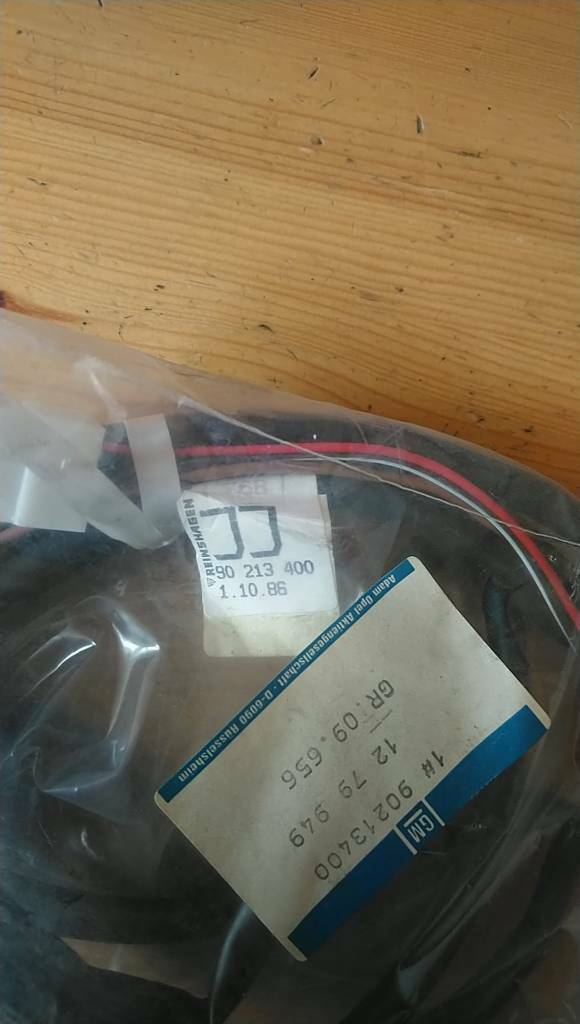 REINSHAGEN
JJ
90 213 400
1.10.86
Adam Opel Aktiengesellschaft · D-6090 Rüsselsheim
GR.09.656
12 79 949
1# 90213400
GM